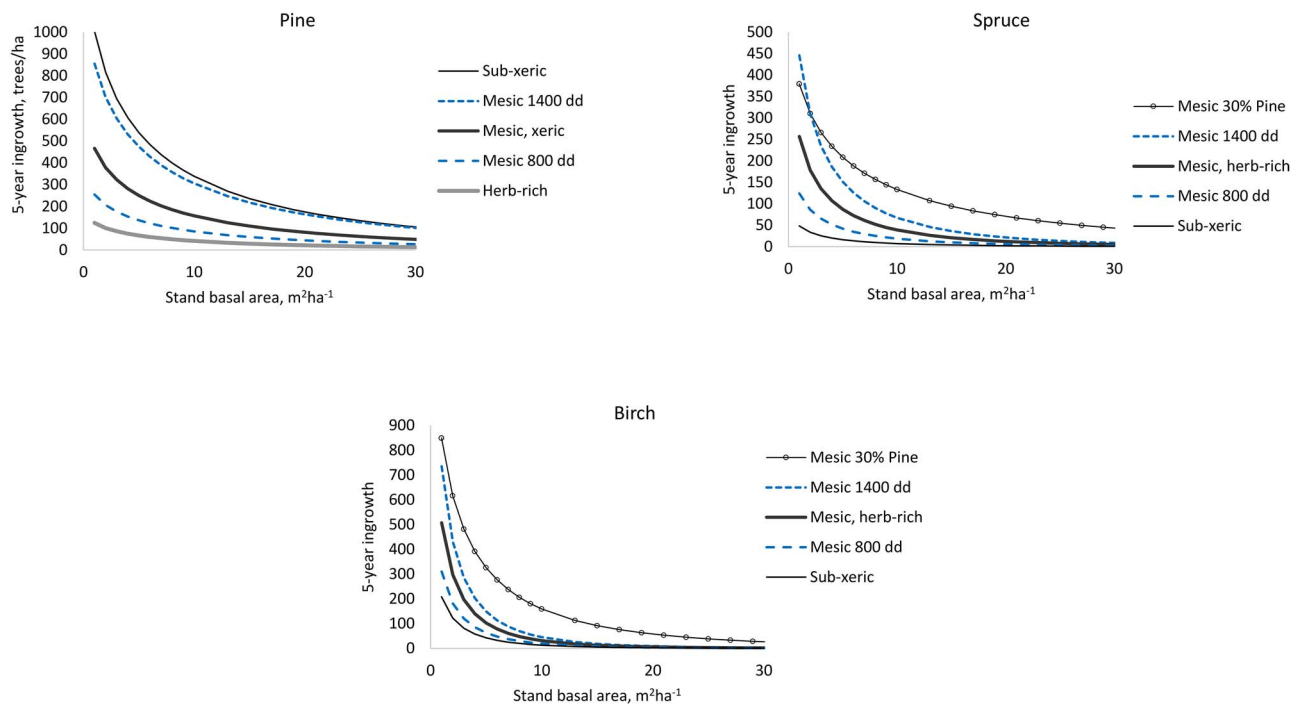 Pine
1000
900
800
700
600
500
400
300
200
100
0
5-year ingrowth, trees/ha
0 10 20 30
Stand basal area, m²ha⁻¹
Sub-xeric
Mesic 1400 dd
Mesic, xeric
Mesic 800 dd
Herb-rich
Spruce
500
450
400
350
300
250
200
150
100
50
0
5-year ingrowth
0 10 20 30
Stand basal area, m²ha⁻¹
Mesic 30% Pine
Mesic 1400 dd
Mesic, herb-rich
Mesic 800 dd
Sub-xeric
Birch
900
800
700
600
500
400
300
200
100
0
5-year ingrowth
0 10 20 30
Stand basal area, m²ha⁻¹
Mesic 30% Pine
Mesic 1400 dd
Mesic, herb-rich
Mesic 800 dd
Sub-xeric